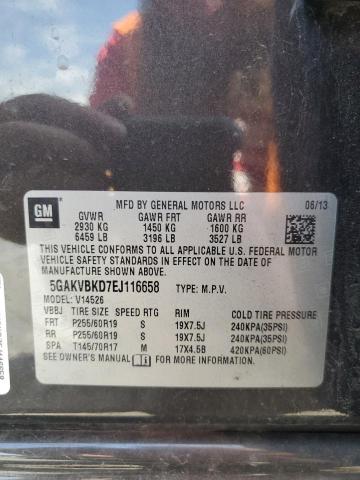 GM
MFD BY GENERAL MOTORS LLC 06/13
GVWR GAWR FRT GAWR RR
2930 KG 1450 KG 1600 KG
6459 LB 3196 LB 3527 LB
THIS VEHICLE CONFORMS TO ALL APPLICABLE U.S. FEDERAL MOTOR
VEHICLE SAFETY STANDARDS IN EFFECT ON THE DATE OF
MANUFACTURE SHOWN ABOVE.
5GAKVBKD7EJ116658 TYPE: M.P.V.
MODEL: V14526
VBBJ TIRE SIZE SPEED RTG RIM COLD TIRE PRESSURE
FRT P255/60R19 S 19X7.5J 240KPA(35PSI)
RR P255/60R19 S 19X7.5J 240KPA(35PSI)
SPA T145/70R17 M 17X4.5B 420KPA(60PSI)
SEE OWNER'S MANUAL FOR MORE INFORMATION.